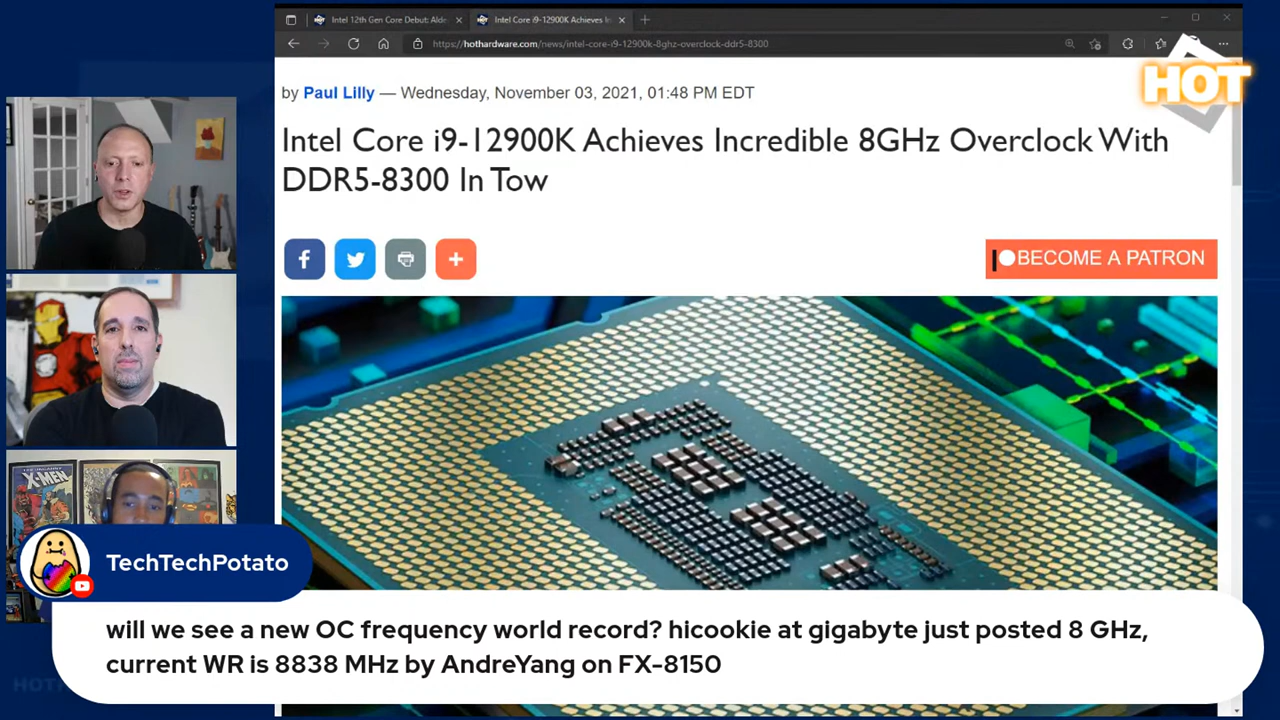 Intel 12th Gen Core Debut: Alde
Intel Core i9-12900K Achieves In
https://hothardware.com/news/intel-core-i9-12900k-8ghz-overclock-ddr5-8300
HOT
by Paul Lilly — Wednesday, November 03, 2021, 01:48 PM EDT
Intel Core i9-12900K Achieves Incredible 8GHz Overclock With
DDR5-8300 In Tow
BECOME A PATRON
X-MEN
TechTechPotato
will we see a new OC frequency world record? hicookie at gigabyte just posted 8 GHz,
current WR is 8838 MHz by AndreYang on FX-8150